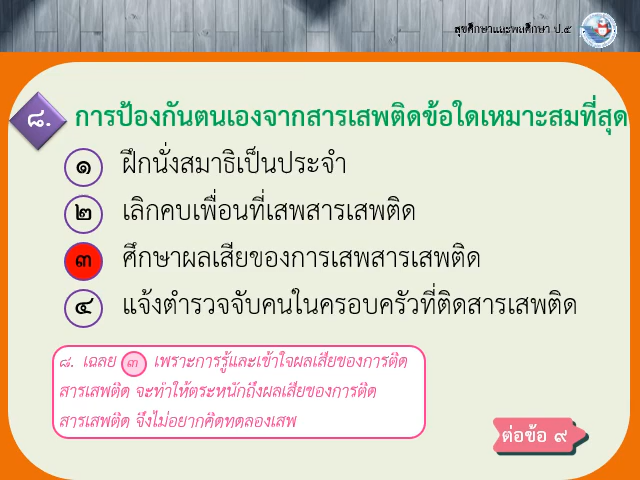 สุขศึกษาและพลศึกษา ป.๕
๘. การป้องกันตนเองจากสารเสพติดข้อใดเหมาะสมที่สุด
๑ ฝึกนั่งสมาธิเป็นประจำ
๒ เลิกคบเพื่อนที่เสพสารเสพติด
๓ ศึกษาผลเสียของการเสพสารเสพติด
๔ แจ้งตำรวจจับคนในครอบครัวที่ติดสารเสพติด
๘. เฉลย ๓ เพราะการรู้และเข้าใจผลเสียของการติด
สารเสพติด จะทำให้ตระหนักถึงผลเสียของการติด
สารเสพติด จึงไม่อยากคิดทดลองเสพ
ต่อข้อ ๙